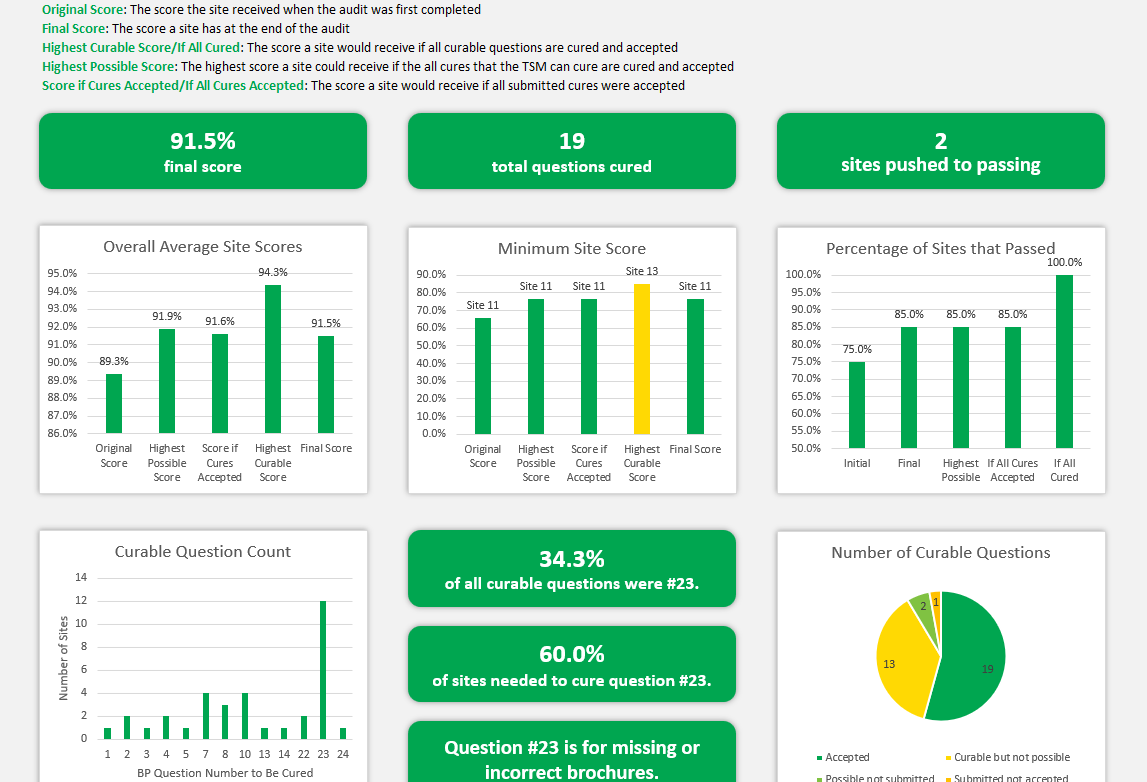 Original Score: The score the site received when the audit was first completed
Final Score: The score a site has at the end of the audit
Highest Curable Score/If All Cured: The score a site would receive if all curable questions are cured and accepted
Highest Possible Score: The highest score a site could receive if the all cures that the TSM can cure are cured and accepted
Score if Cures Accepted/If All Cures Accepted: The score a site would receive if all submitted cures were accepted
91.5%
final score
19
total questions cured
2
sites pushed to passing
Overall Average Site Scores
95.0%
94.0%
93.0%
92.0%
91.0%
90.0%
89.0%
88.0%
87.0%
86.0%
89.3%
91.9%
91.6%
94.3%
91.5%
Original Score
Highest Possible Score
Score if Cures Accepted
Highest Curable Score
Final Score
Minimum Site Score
90.0%
80.0%
70.0%
60.0%
50.0%
40.0%
30.0%
20.0%
10.0%
0.0%
Site 11
Site 11
Site 11
Site 13
Site 11
Original Score
Highest Possible Score
Score if Cures Accepted
Highest Curable Score
Final Score
Percentage of Sites that Passed
100.0%
95.0%
90.0%
85.0%
80.0%
75.0%
70.0%
65.0%
60.0%
55.0%
50.0%
75.0%
85.0%
85.0%
85.0%
100.0%
Initial
Final
Highest Possible
If All Cures Accepted
If All Cured
Curable Question Count
Number of Sites
14
12
10
8
6
4
2
0
1 2 3 4 5 7 8 10 13 14 22 23 24
BP Question Number to Be Cured
34.3%
of all curable questions were #23.
60.0%
of sites needed to cure question #23.
Question #23 is for missing or
incorrect brochures.
Number of Curable Questions
2
1
13
19
Accepted
Curable but not possible
Possible not submitted
Submitted not accepted